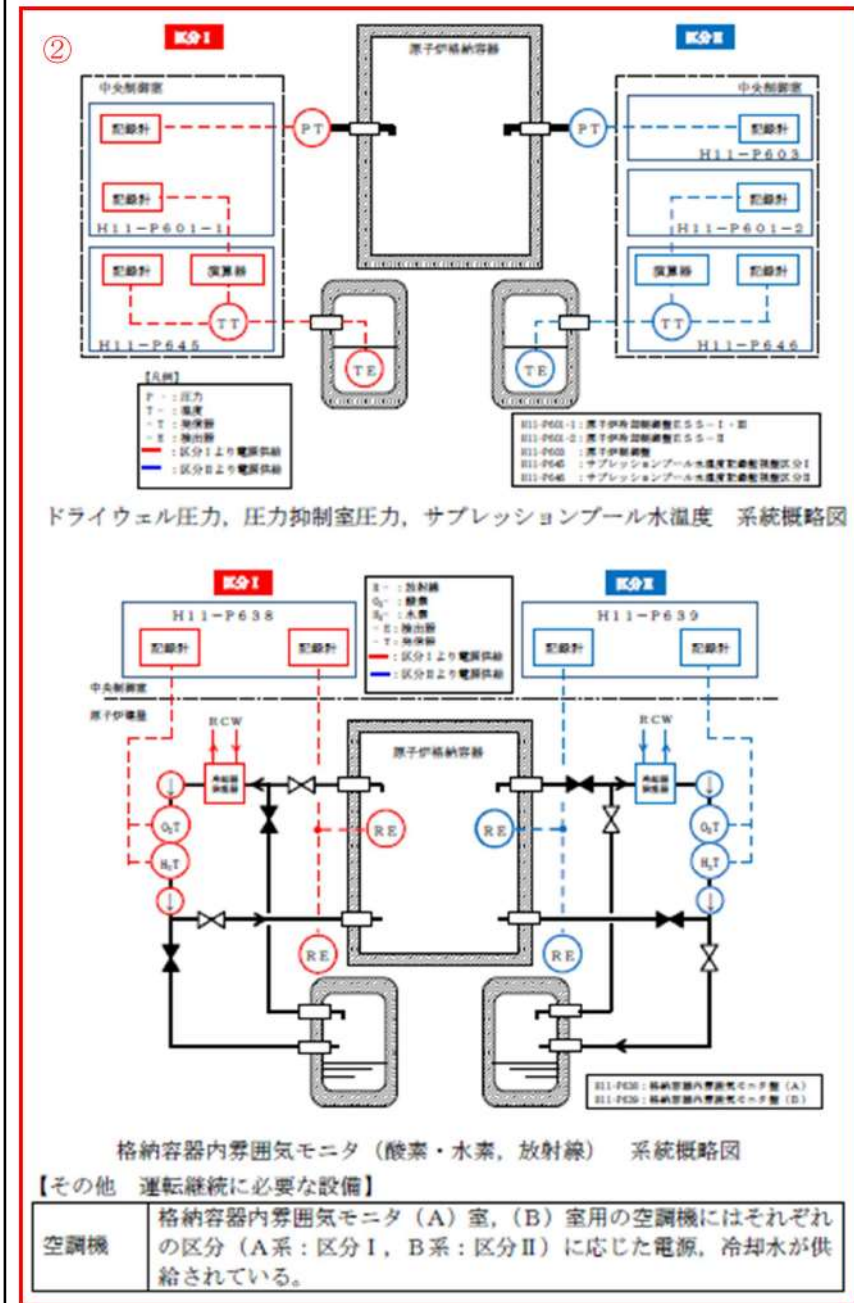 ②
区分Ⅰ
区分Ⅱ
原子炉格納容器
中央制御室
中央制御室
記録計
PT
PT
記録計
H11-P603
記録計
記録計
H11-P601-1
H11-P601-2
記録計
演算器
演算器
記録計
TT
TT
H11-P645
H11-P646
TE
TE
【凡例】
P- :圧力
T- :温度
-T :発信器
-E :検出器
:区分Ⅰより電源供給
:区分Ⅱより電源供給
H11-P601-1:原子炉冷却制御盤ESS-Ⅰ・Ⅲ
H11-P601-2:原子炉冷却制御盤ESS-Ⅱ
H11-P603 :原子炉制御盤
H11-P645 :サプレッションプール水温度記録監視盤区分Ⅰ
H11-P646 :サプレッションプール水温度記録監視盤区分Ⅱ
ドライウェル圧力,圧力抑制室圧力,サプレッションプール水温度 系統概略図
区分Ⅰ
区分Ⅱ
H11-P638
H11-P639
記録計
記録計
記録計
記録計
R- :放射線
O₂- :酸素
H₂- :水素
-E:検出器
-T:発信器
:区分Ⅰより電源供給
:区分Ⅱより電源供給
中央制御室
原子炉建屋
RCW
RCW
原子炉格納容器
O₂T
O₂T
H₂T
H₂T
RE
RE
RE
RE
H11-P638:格納容器内雰囲気モニタ盤(A)
H11-P639:格納容器内雰囲気モニタ盤(B)
格納容器内雰囲気モニタ(酸素・水素,放射線) 系統概略図
【その他 運転継続に必要な設備】
空調機
格納容器内雰囲気モニタ(A)室,(B)室用の空調機にはそれぞれ
の区分(A系:区分Ⅰ,B系:区分Ⅱ)に応じた電源,冷却水が供
給されている。